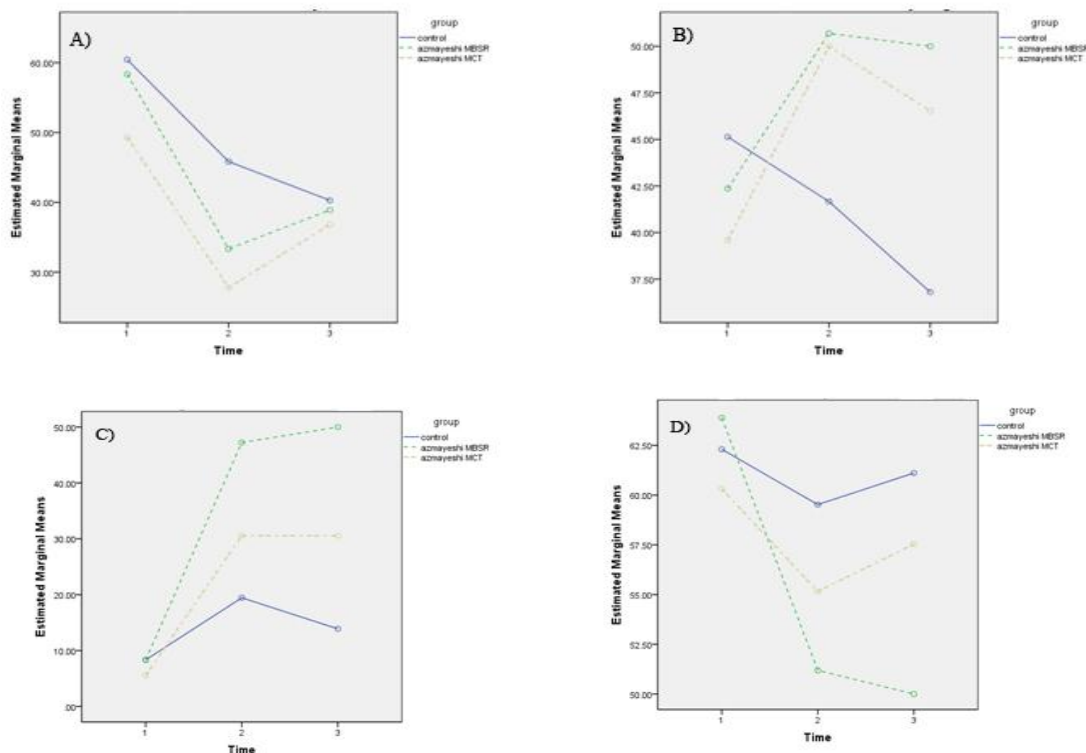 A)
group
control
azmayeshi MBSR
azmayeshi MCT
60.00
50.00
40.00
30.00
Estimated Marginal Means
1 2 3
Time
B)
group
control
azmayeshi MBSR
azmayeshi MCT
50.00
47.50
45.00
42.50
40.00
37.50
Estimated Marginal Means
1 2 3
Time
C)
group
control
azmayeshi MBSR
azmayeshi MCT
50.00
40.00
30.00
20.00
10.00
.00
Estimated Marginal Means
1 2 3
Time
D)
group
control
azmayeshi MBSR
azmayeshi MCT
62.50
60.00
57.50
55.00
52.50
50.00
Estimated Marginal Means
1 2 3
Time